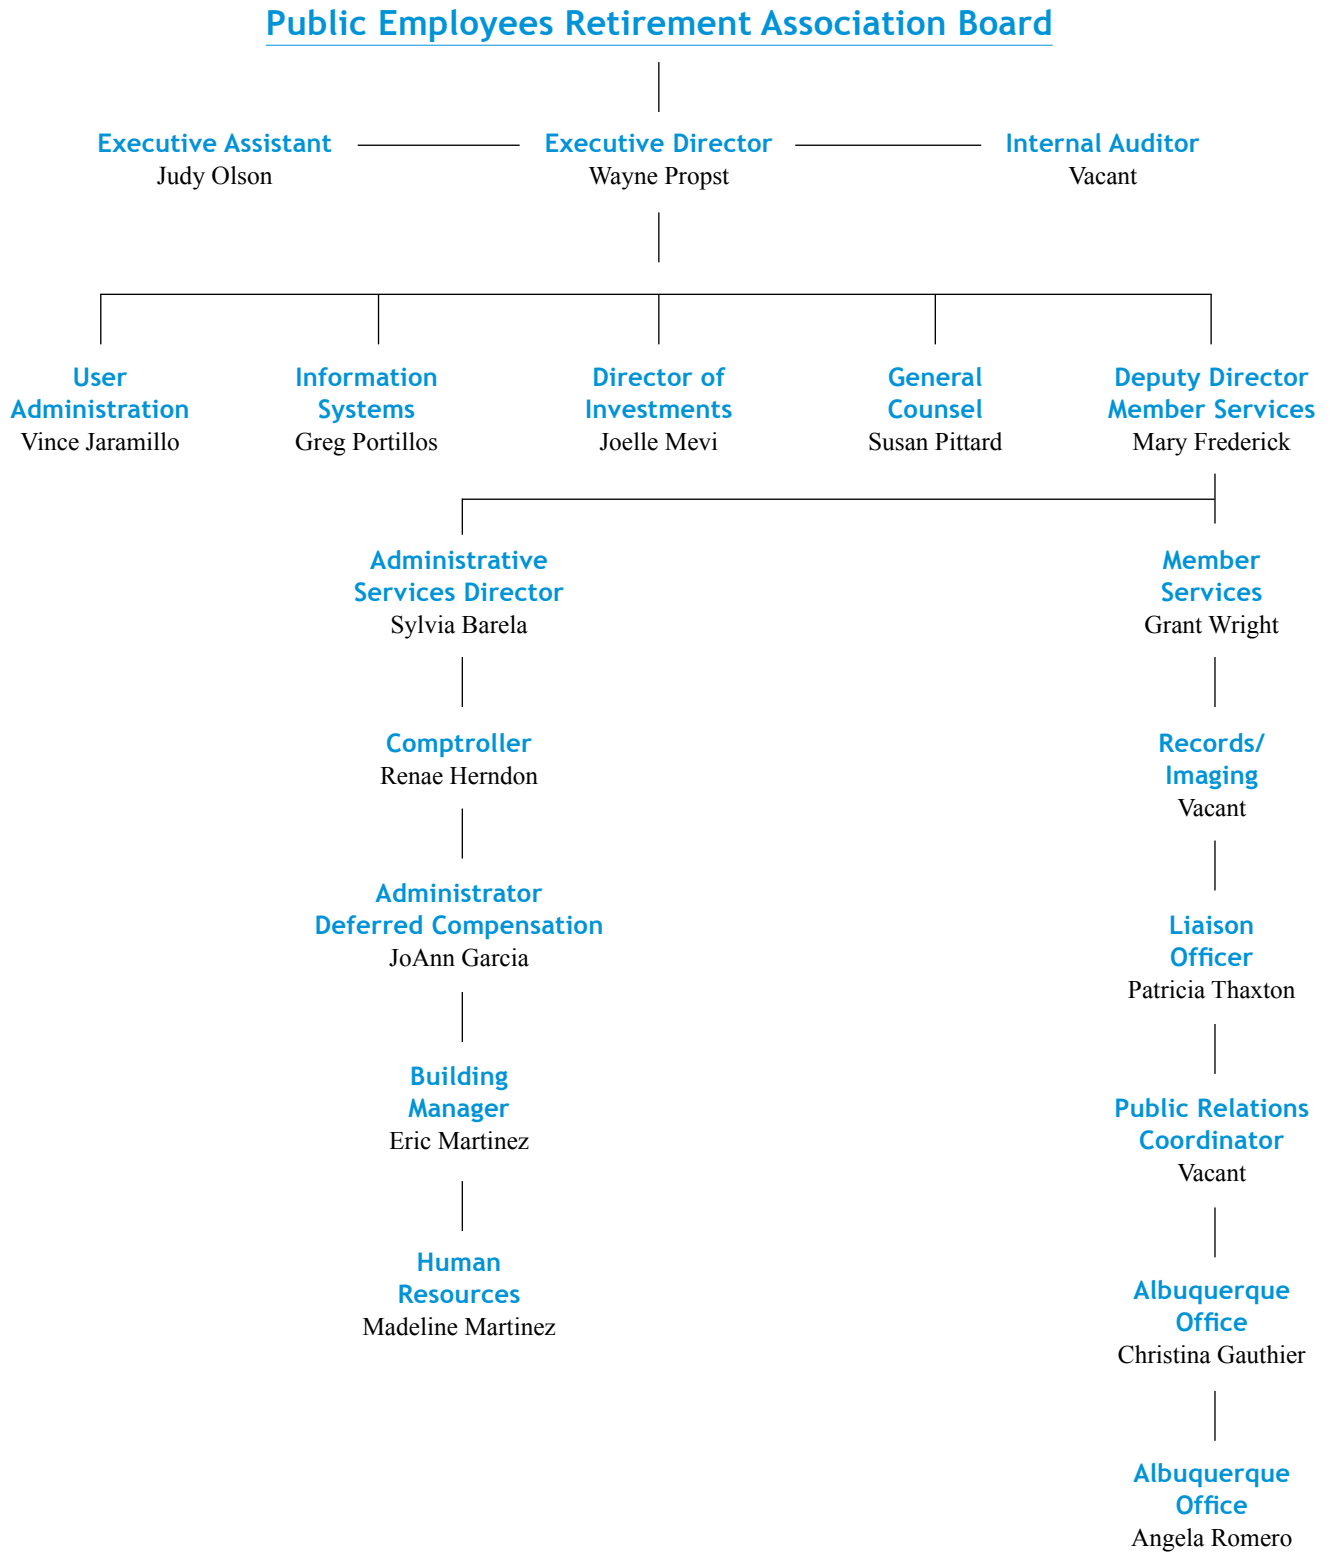 Public Employees Retirement Association Board
Executive Assistant
Judy Olson
Executive Director
Wayne Propst
Internal Auditor
Vacant
User
Administration
Vince Jaramillo
Information
Systems
Greg Portillos
Director of
Investments
Joelle Mevi
General
Counsel
Susan Pittard
Deputy Director
Member Services
Mary Frederick
Administrative
Services Director
Sylvia Barela
Comptroller
Renae Herndon
Administrator
Deferred Compensation
JoAnn Garcia
Building
Manager
Eric Martinez
Human
Resources
Madeline Martinez
Member
Services
Grant Wright
Records/
Imaging
Vacant
Liaison
Officer
Patricia Thaxton
Public Relations
Coordinator
Vacant
Albuquerque
Office
Christina Gauthier
Albuquerque
Office
Angela Romero